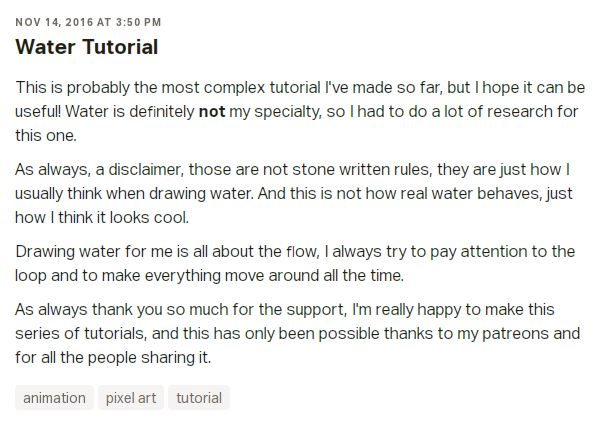 NOV 14, 2016 AT 3:50 PM
Water Tutorial
This is probably the most complex tutorial I've made so far, but I hope it can be
useful! Water is definitely not my specialty, so I had to do a lot of research for
this one.
As always, a disclaimer, those are not stone written rules, they are just how I
usually think when drawing water. And this is not how real water behaves, just
how I think it looks cool.
Drawing water for me is all about the flow, I always try to pay attention to the
loop and to make everything move around all the time.
As always thank you so much for the support, I'm really happy to make this
series of tutorials, and this has only been possible thanks to my patreons and
for all the people sharing it.
animation pixel art tutorial